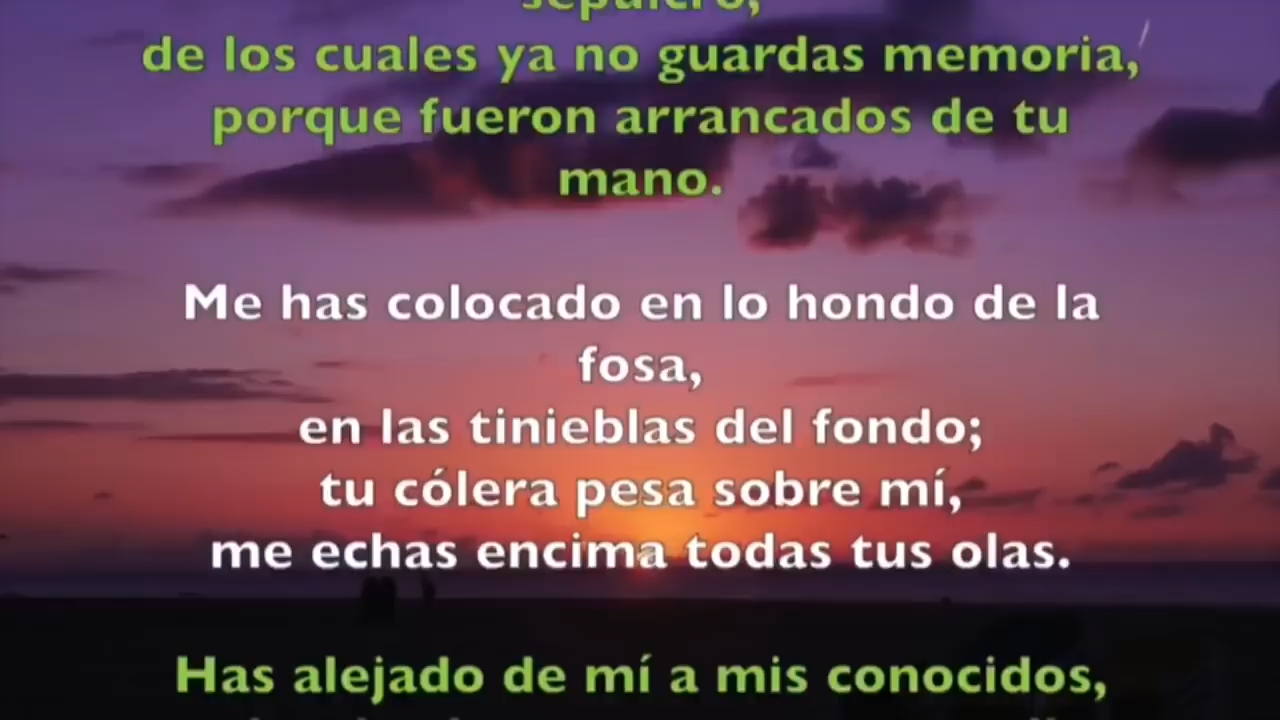 sepulcro,
de los cuales ya no guardas memoria,
porque fueron arrancados de tu
mano.
Me has colocado en lo hondo de la
fosa,
en las tinieblas del fondo;
tu cólera pesa sobre mí,
me echas encima todas tus olas.
Has alejado de mí a mis conocidos,